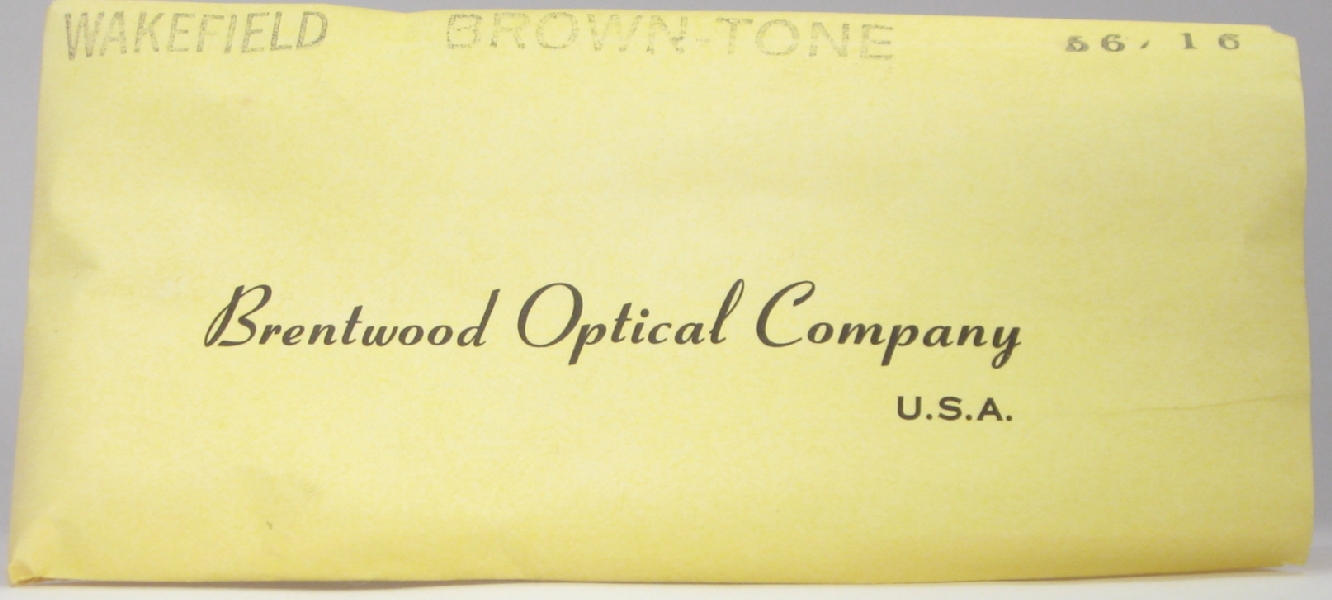 WAKEFIELD BROWN-TONE 56/16
Brentwood Optical Company
U.S.A.